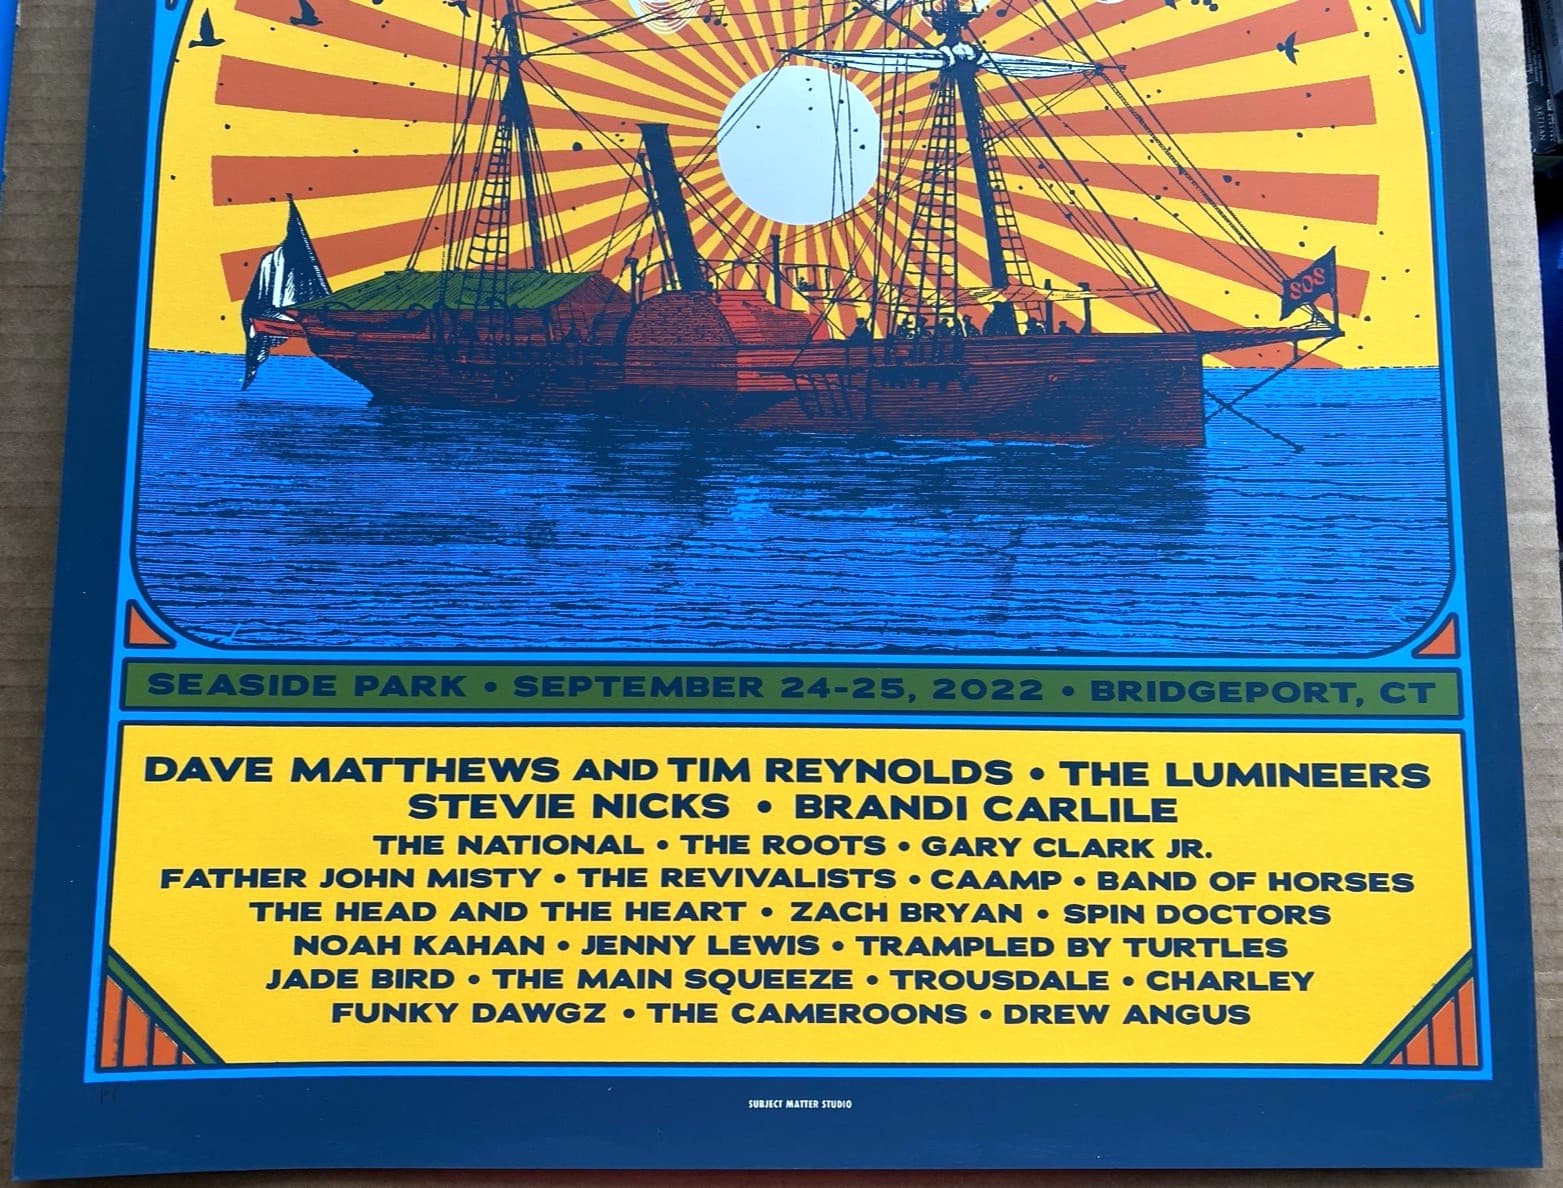 SOS
SEASIDE PARK • SEPTEMBER 24-25, 2022 • BRIDGEPORT, CT
DAVE MATTHEWS AND TIM REYNOLDS • THE LUMINEERS
STEVIE NICKS • BRANDI CARLILE
THE NATIONAL • THE ROOTS • GARY CLARK JR.
FATHER JOHN MISTY • THE REVIVALISTS • CAAMP • BAND OF HORSES
THE HEAD AND THE HEART • ZACH BRYAN • SPIN DOCTORS
NOAH KAHAN • JENNY LEWIS • TRAMPLED BY TURTLES
JADE BIRD • THE MAIN SQUEEZE • TROUSDALE • CHARLEY
FUNKY DAWGZ • THE CAMEROONS • DREW ANGUS
SUBJECT MATTER STUDIO